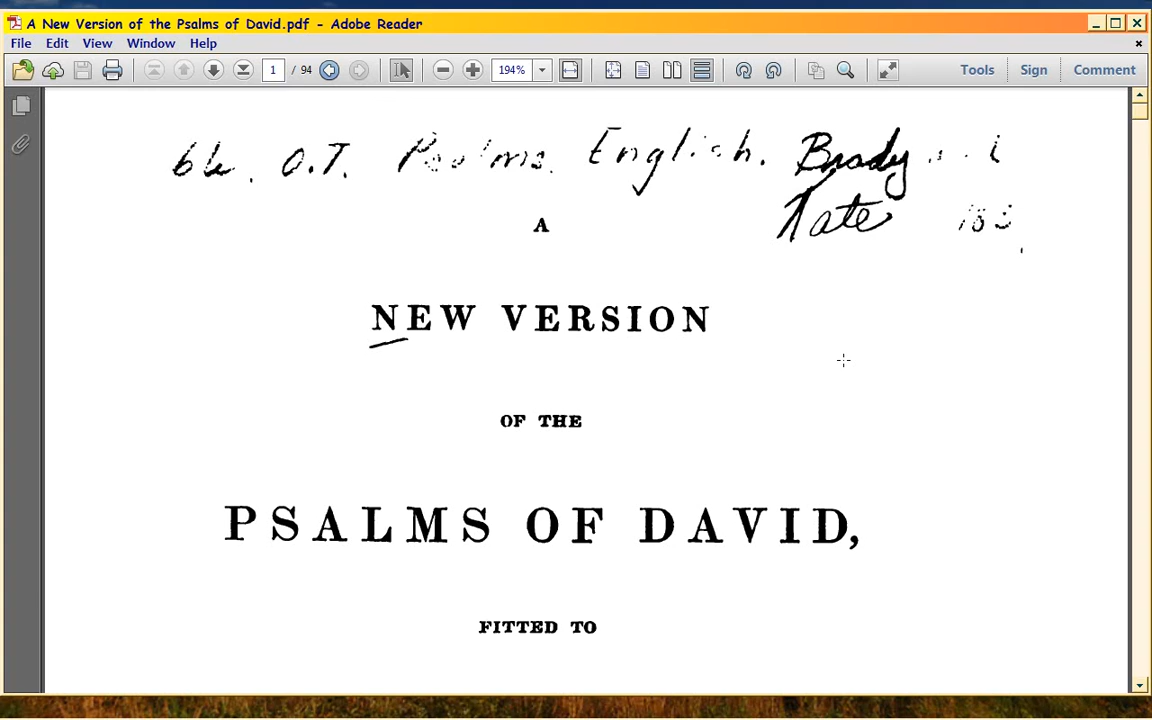 A New Version of the Psalms of David.pdf - Adobe Reader
File Edit View Window Help
1 / 94 194% Tools Sign Comment
O.T. Psalms. English. Brady
Tate
A
NEW VERSION
OF THE
PSALMS OF DAVID,
FITTED TO